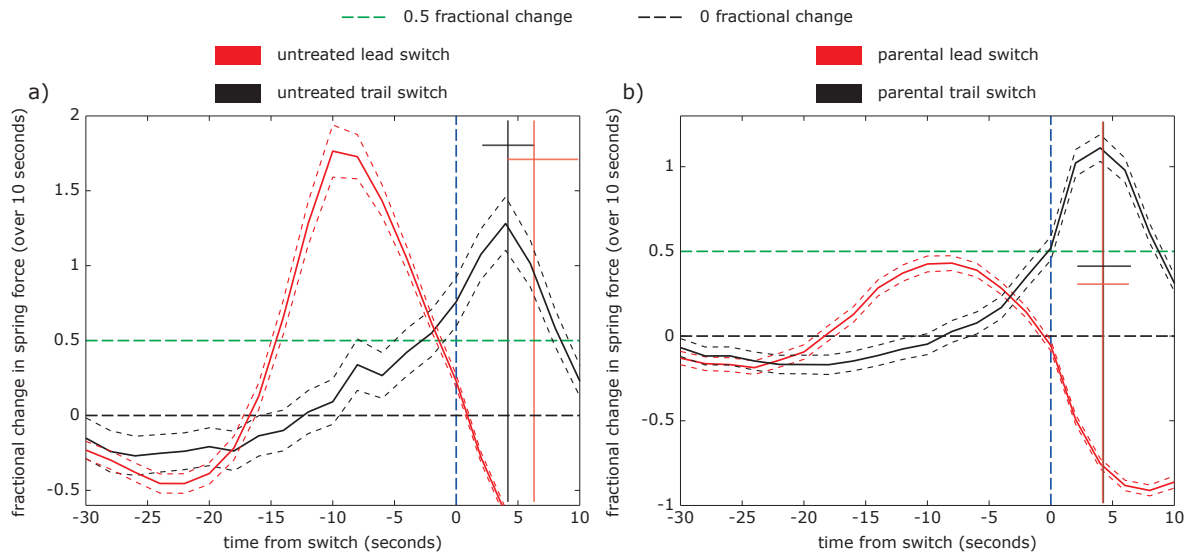 0.5 fractional change
0 fractional change
untreated lead switch
parental lead switch
a)
untreated trail switch
b)
parental trail switch
fractional change in spring force (over 10 seconds)
2
1.5
1
0.5
0
-0.5
-30 -25 -20 -15 -10 -5 0 5 10
time from switch (seconds)
fractional change in spring force (over 10 seconds)
1
0.5
0
-0.5
-1
-30 -25 -20 -15 -10 -5 0 5 10
time from switch (seconds)